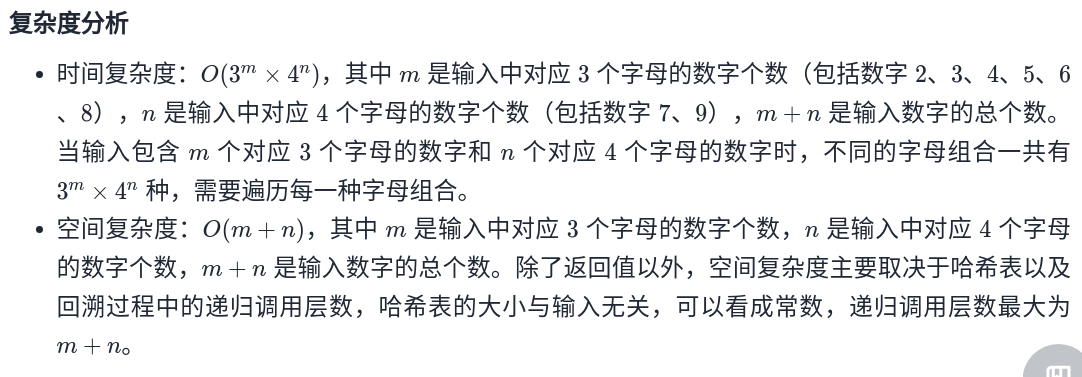 复杂度分析
• 时间复杂度：O(3^m × 4^n)，其中 m 是输入中对应 3 个字母的数字个数（包括数字 2、3、4、5、6
、8），n 是输入中对应 4 个字母的数字个数（包括数字 7、9），m + n 是输入数字的总个数。
当输入包含 m 个对应 3 个字母的数字和 n 个对应 4 个字母的数字时，不同的字母组合一共有
3^m × 4^n 种，需要遍历每一种字母组合。
• 空间复杂度：O(m + n)，其中 m 是输入中对应 3 个字母的数字个数，n 是输入中对应 4 个字母
的数字个数，m + n 是输入数字的总个数。除了返回值以外，空间复杂度主要取决于哈希表以及
回溯过程中的递归调用层数，哈希表的大小与输入无关，可以看成常数，递归调用层数最大为
m + n。